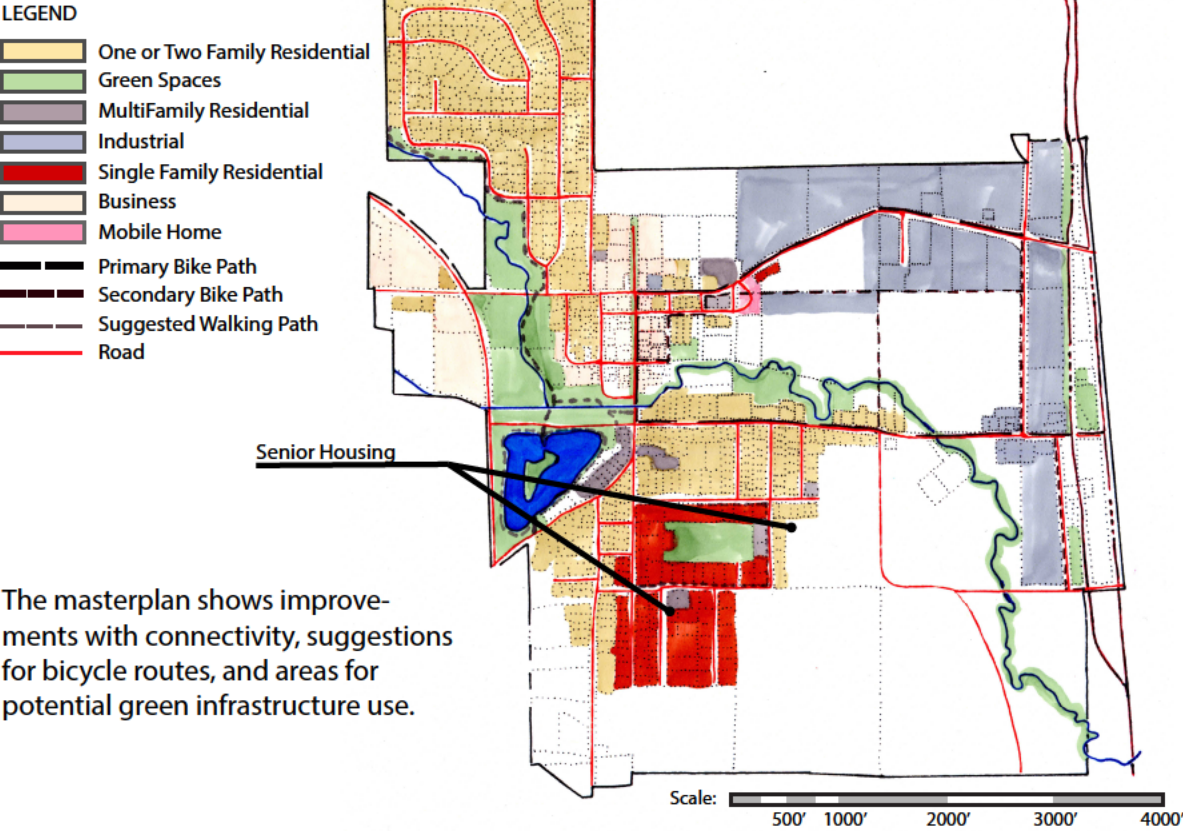 LEGEND
One or Two Family Residential
Green Spaces
MultiFamily Residential
Industrial
Single Family Residential
Business
Mobile Home
Primary Bike Path
Secondary Bike Path
Suggested Walking Path
Road
Senior Housing
The masterplan shows improve-
ments with connectivity, suggestions
for bicycle routes, and areas for
potential green infrastructure use.
Scale:
500' 1000' 2000' 3000' 4000'